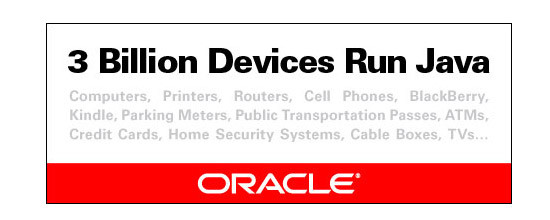 3 Billion Devices Run Java
Computers, Printers, Routers, Cell Phones, BlackBerry,
Kindle, Parking Meters, Public Transportation Passes, ATMs,
Credit Cards, Home Security Systems, Cable Boxes, TVs...
ORACLE®